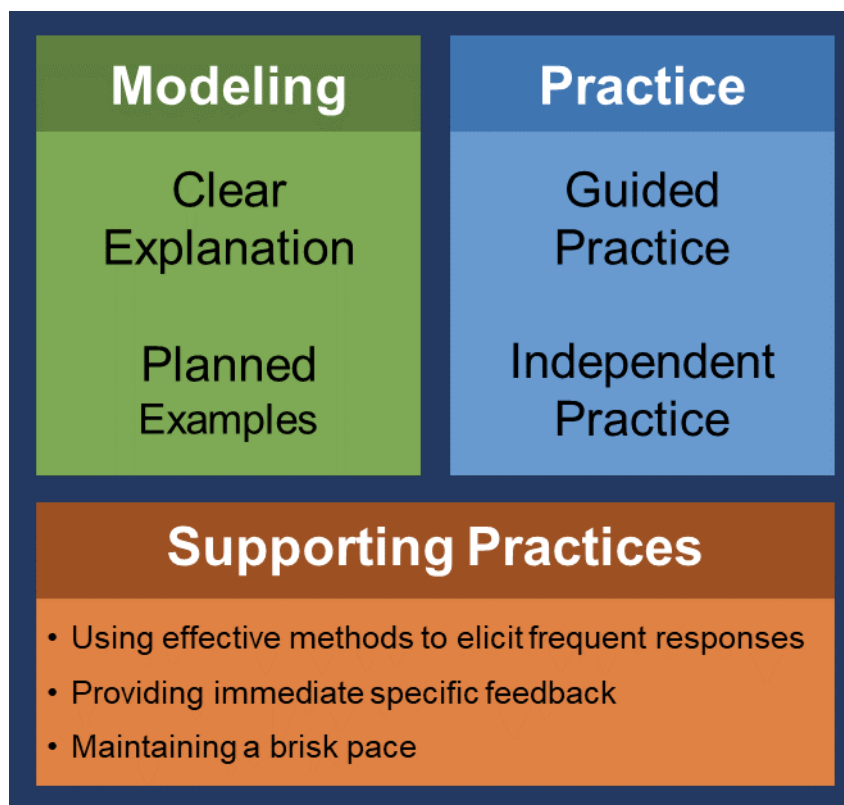 Modeling
Clear
Explanation
Planned
Examples
Practice
Guided
Practice
Independent
Practice
Supporting Practices
• Using effective methods to elicit frequent responses
• Providing immediate specific feedback
• Maintaining a brisk pace